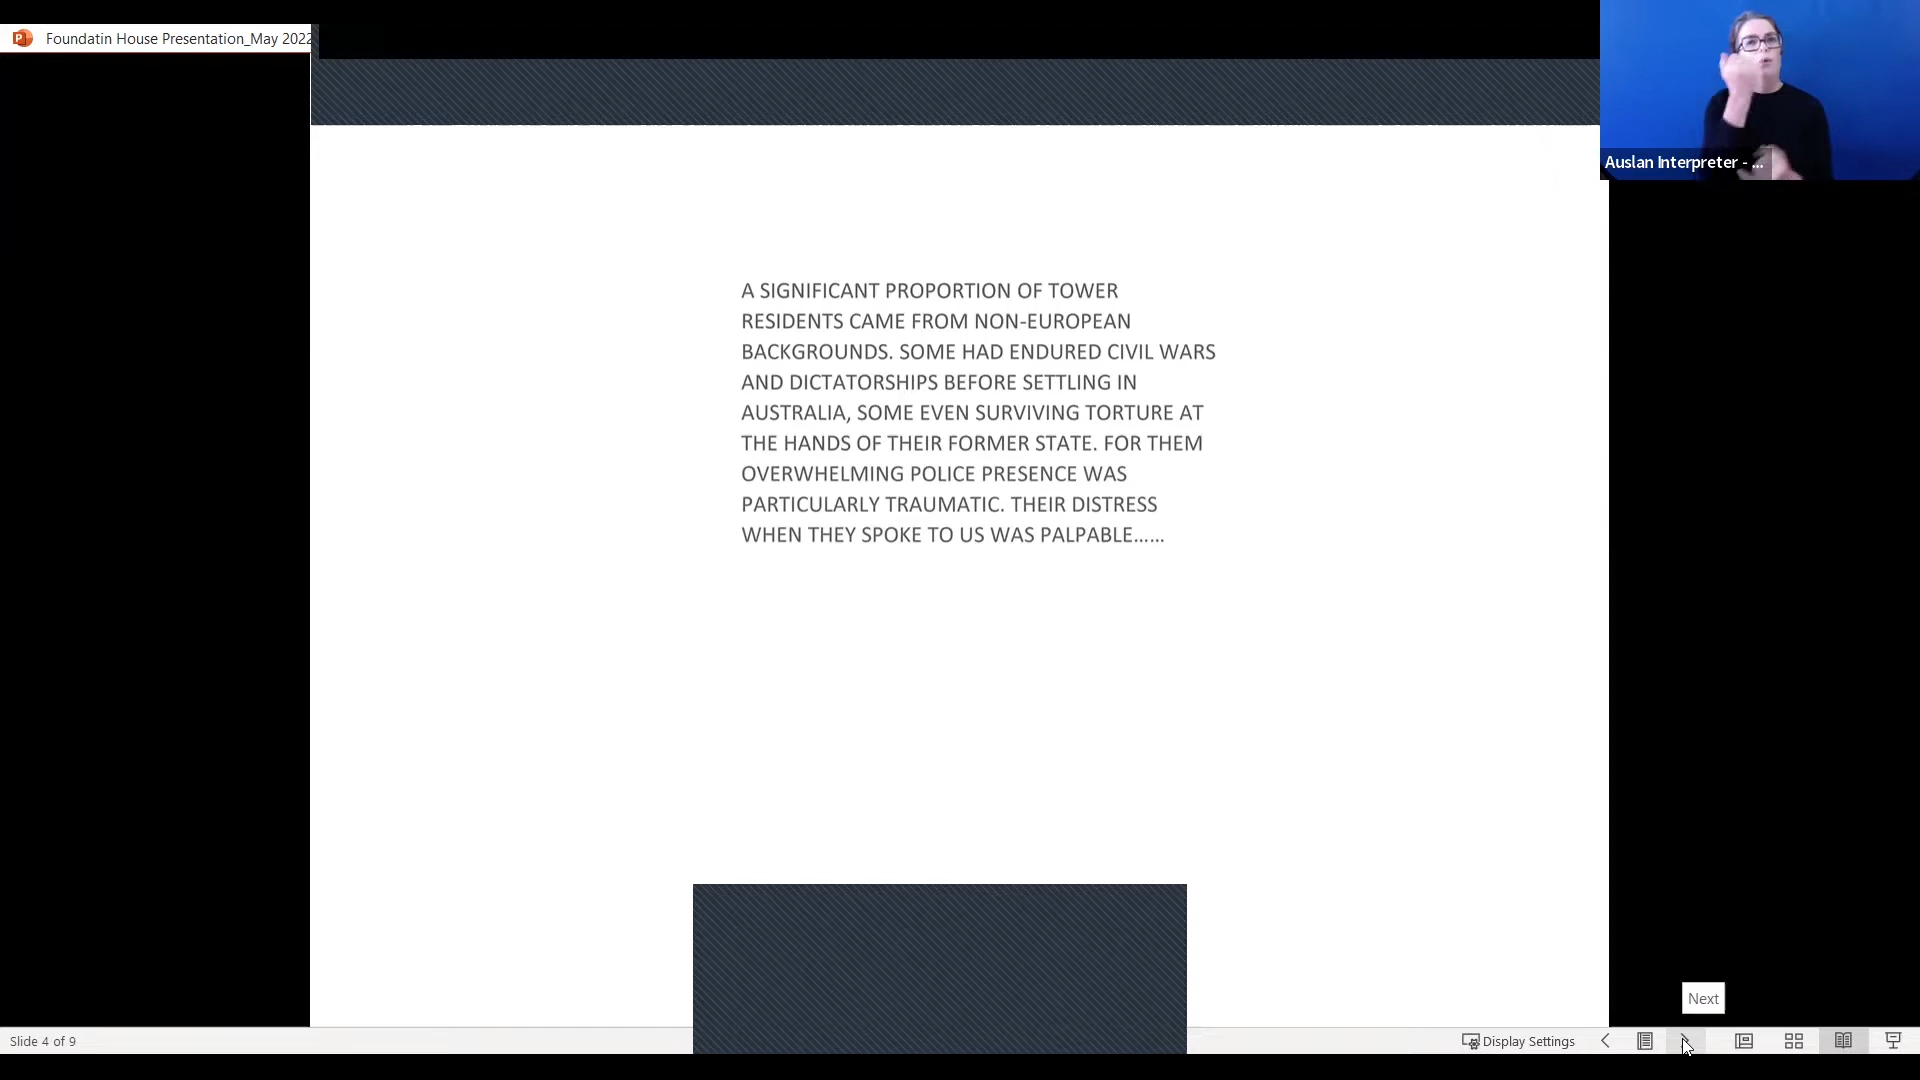 Foundatin House Presentation_May 2022
Auslan Interpreter - ...
A SIGNIFICANT PROPORTION OF TOWER
RESIDENTS CAME FROM NON-EUROPEAN
BACKGROUNDS. SOME HAD ENDURED CIVIL WARS
AND DICTATORSHIPS BEFORE SETTLING IN
AUSTRALIA, SOME EVEN SURVIVING TORTURE AT
THE HANDS OF THEIR FORMER STATE. FOR THEM
OVERWHELMING POLICE PRESENCE WAS
PARTICULARLY TRAUMATIC. THEIR DISTRESS
WHEN THEY SPOKE TO US WAS PALPABLE......
Next
Slide 4 of 9
Display Settings